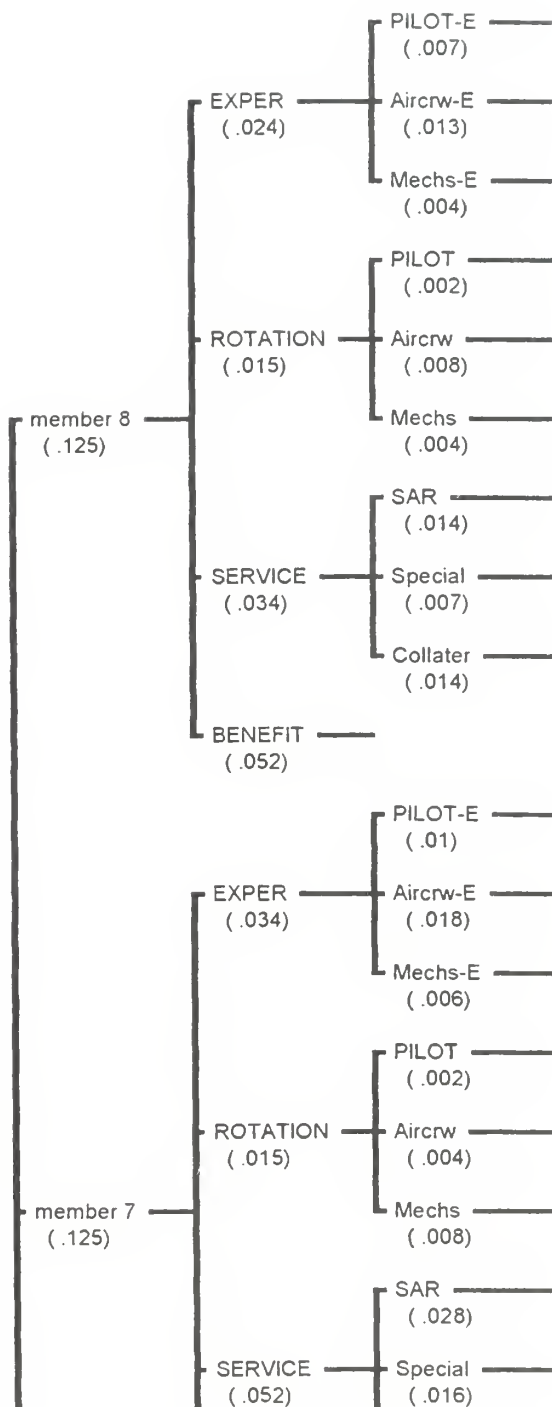 PILOT-E
( .007)
EXPER
( .024)
Aircrw-E
( .013)
Mechs-E
( .004)
PILOT
( .002)
ROTATION
( .015)
Aircrw
( .008)
member 8
( .125)
Mechs
( .004)
SAR
( .014)
SERVICE
( .034)
Special
( .007)
Collater
( .014)
BENEFIT
( .052)
PILOT-E
( .01)
EXPER
( .034)
Aircrw-E
( .018)
Mechs-E
( .006)
PILOT
( .002)
ROTATION
( .015)
Aircrw
( .004)
member 7
( .125)
Mechs
( .008)
SAR
( .028)
SERVICE
( .052)
Special
( .016)